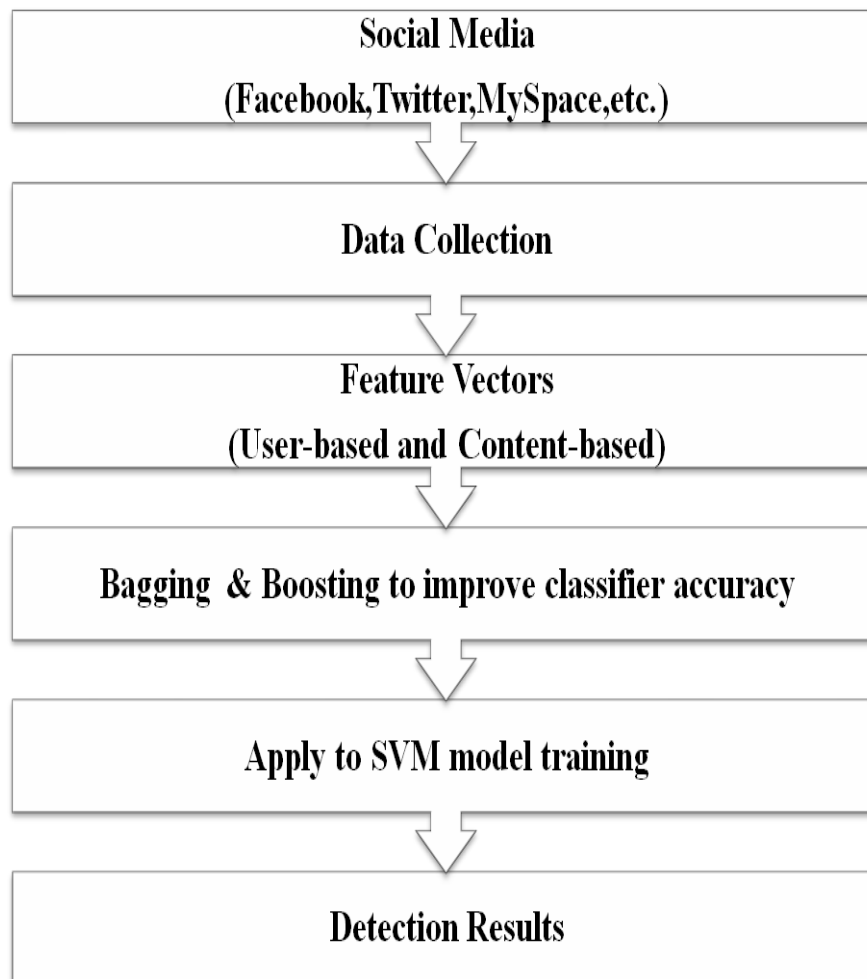 Social Media
(Facebook,Twitter,MySpace,etc.)
Data Collection
Feature Vectors
(User-based and Content-based)
Bagging & Boosting to improve classifier accuracy
Apply to SVM model training
Detection Results